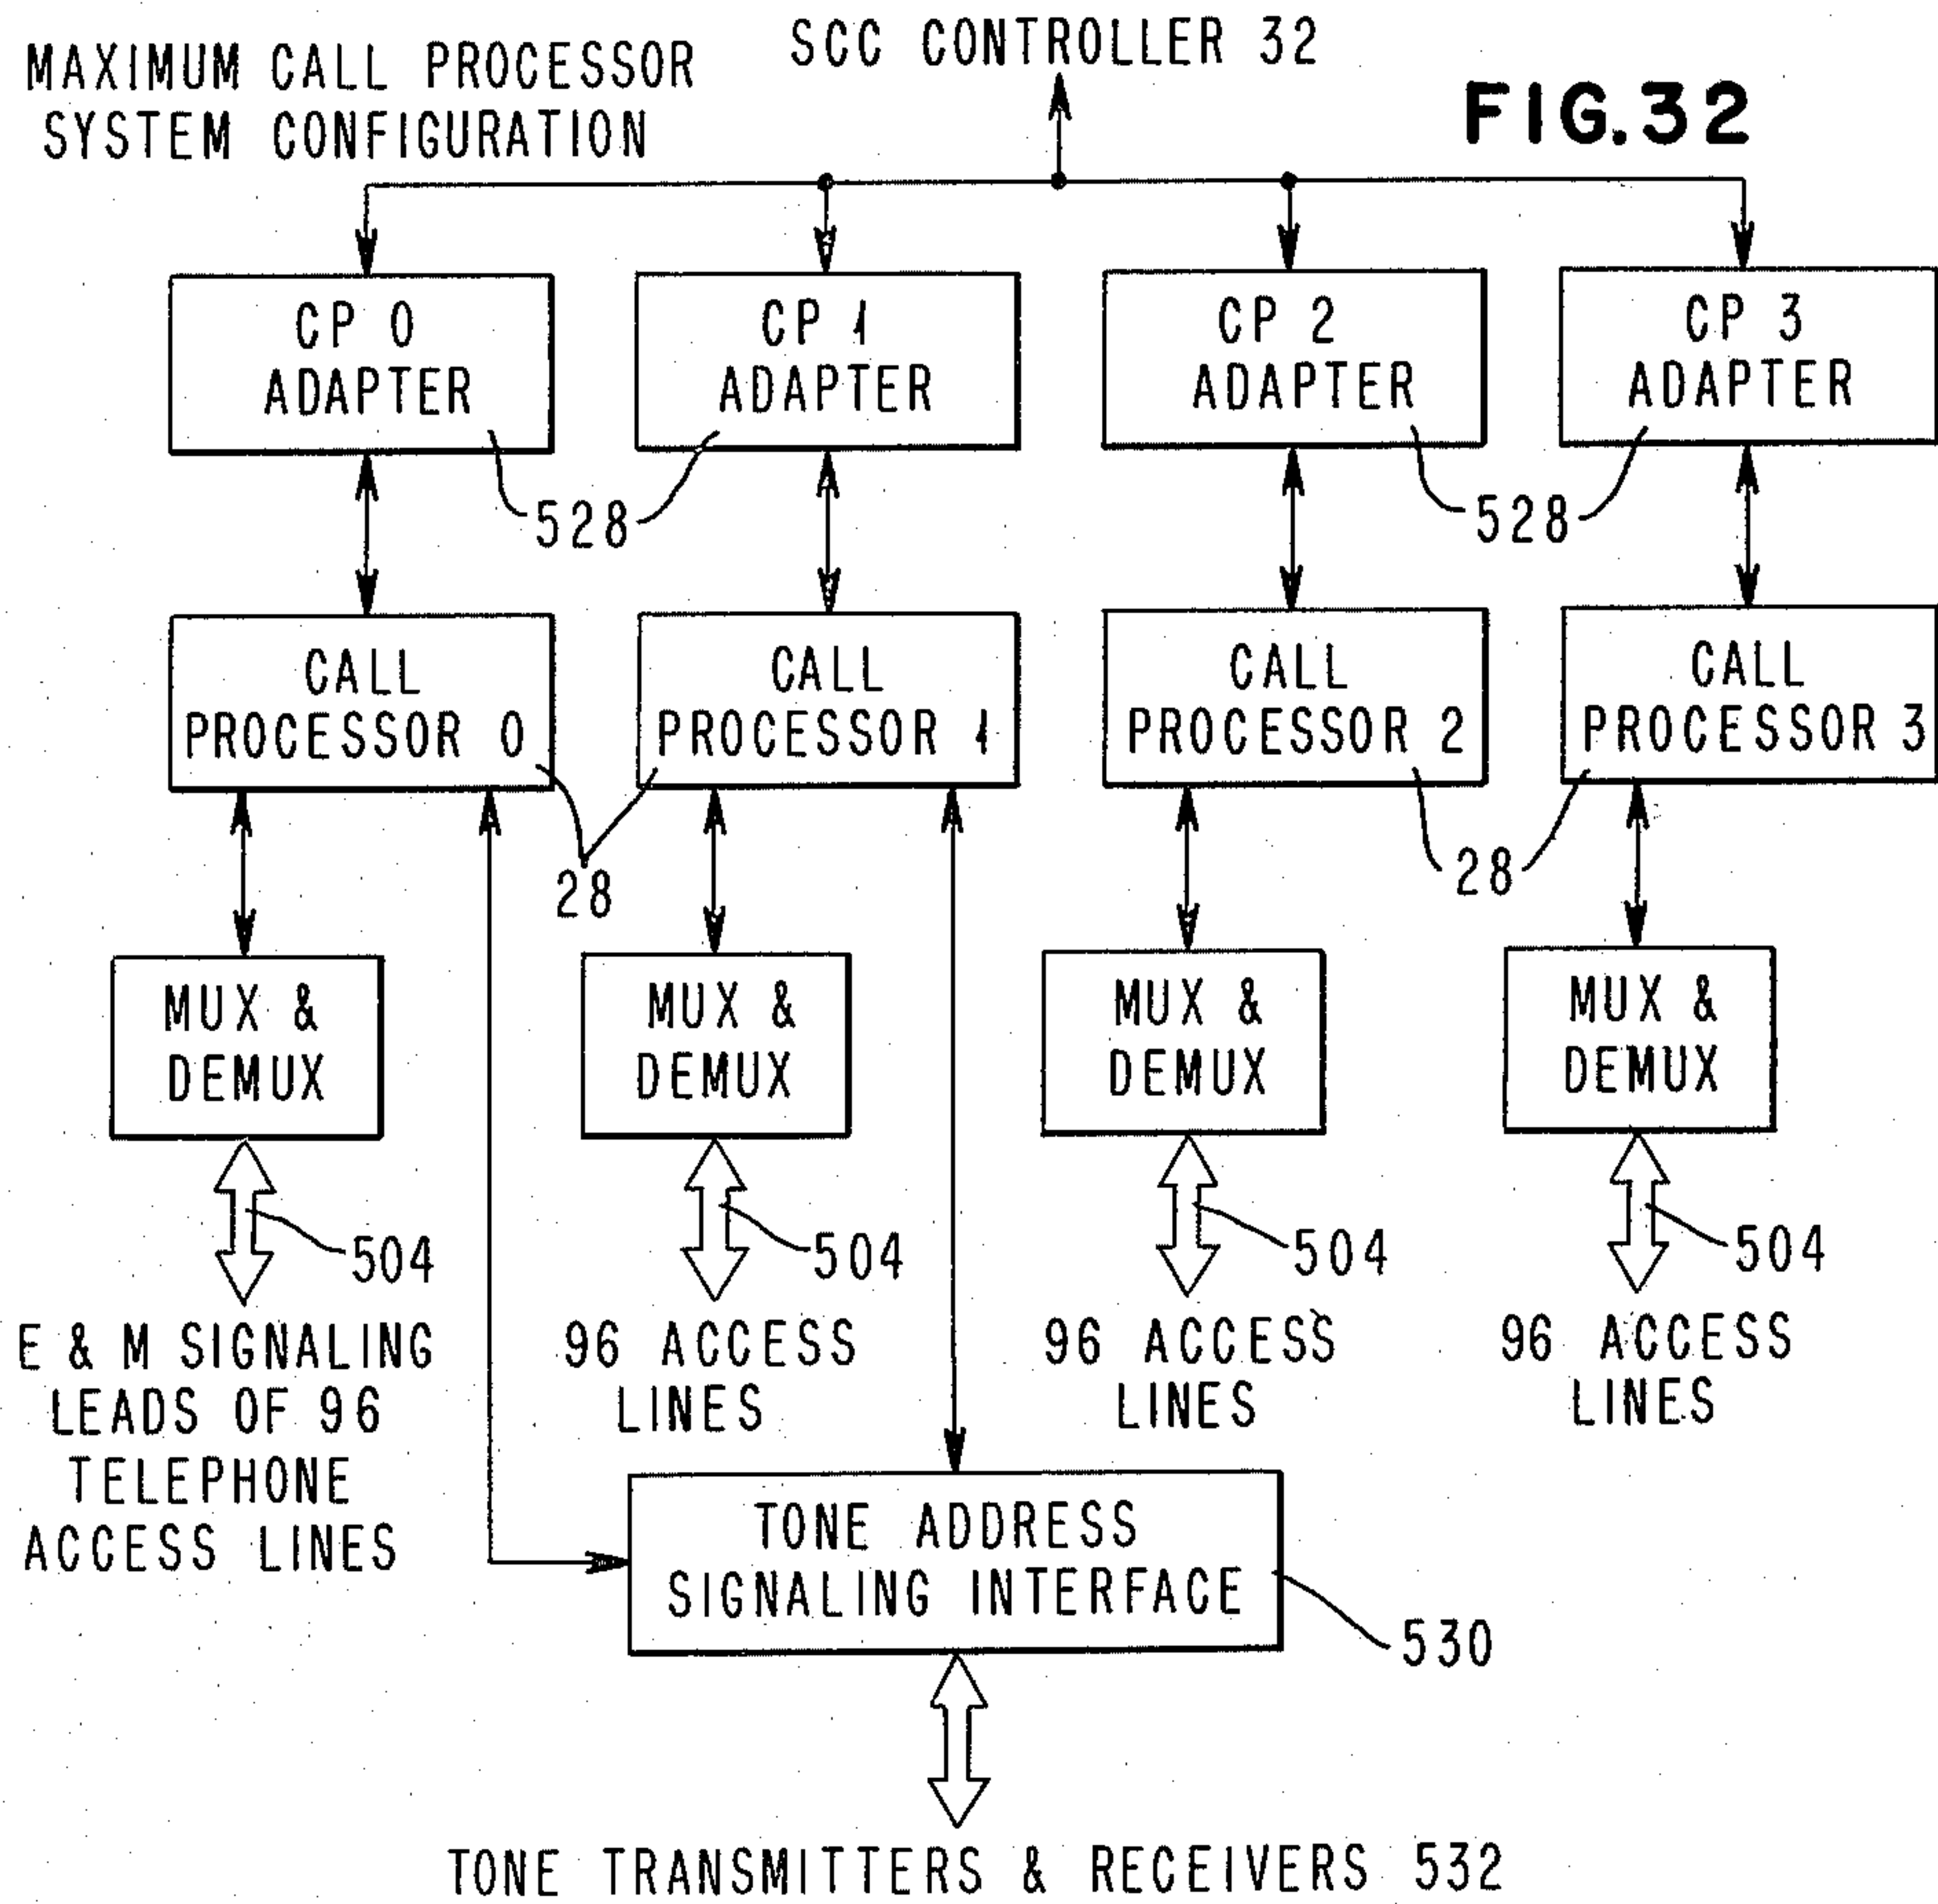 MAXIMUM CALL PROCESSOR
SYSTEM CONFIGURATION
SCC CONTROLLER 32
FIG.32
CP 0
ADAPTER
CP 1
ADAPTER
CP 2
ADAPTER
CP 3
ADAPTER
528
528
CALL
PROCESSOR 0
CALL
PROCESSOR 1
CALL
PROCESSOR 2
CALL
PROCESSOR 3
28
28
MUX &
DEMUX
MUX &
DEMUX
MUX &
DEMUX
MUX &
DEMUX
504
504
504
504
E & M SIGNALING
LEADS OF 96
TELEPHONE
ACCESS LINES
96 ACCESS
LINES
96 ACCESS
LINES
96 ACCESS
LINES
TONE ADDRESS
SIGNALING INTERFACE
530
TONE TRANSMITTERS & RECEIVERS 532